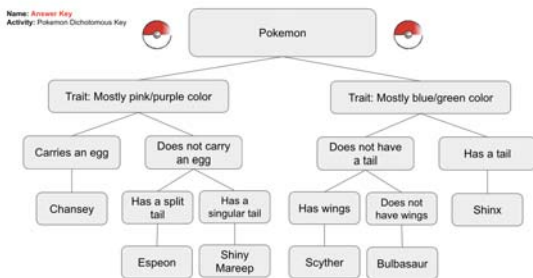 Name: Answer Key
Activity: Pokemon Dichotomous Key
Pokemon
Trait: Mostly pink/purple color
Trait: Mostly blue/green color
Carries an egg
Does not carry
an egg
Does not have
a tail
Has a tail
Chansey
Has a split
tail
Has a
singular tail
Has wings
Does not
have wings
Shinx
Espeon
Shiny
Mareep
Scyther
Bulbasaur